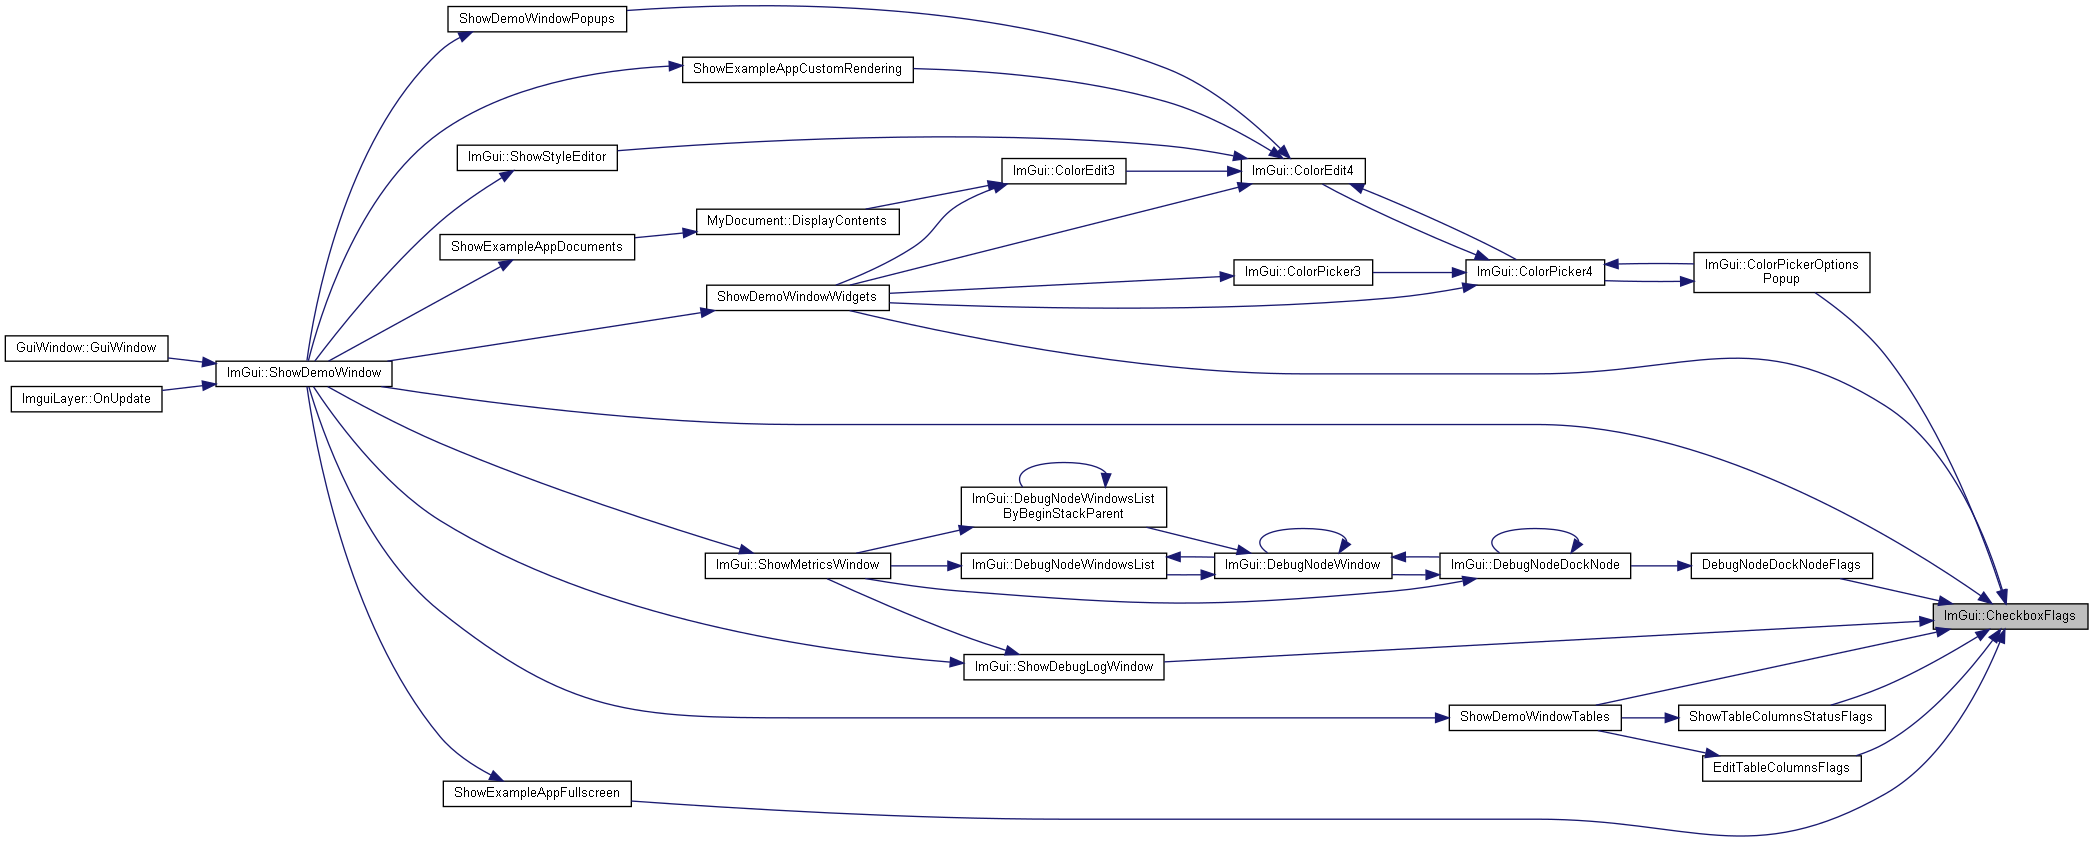 ShowDemoWindowPopups
ShowExampleAppCustomRendering
ImGui::ShowStyleEditor
ImGui::ColorEdit3
ImGui::ColorEdit4
MyDocument::DisplayContents
ShowExampleAppDocuments
ImGui::ColorPicker3
ImGui::ColorPicker4
ImGui::ColorPickerOptions
Popup
ShowDemoWindowWidgets
GuiWindow::GuiWindow
ImGui::ShowDemoWindow
ImguiLayer::OnUpdate
ImGui::DebugNodeWindowsList
ByBeginStackParent
ImGui::ShowMetricsWindow
ImGui::DebugNodeWindowsList
ImGui::DebugNodeWindow
ImGui::DebugNodeDockNode
DebugNodeDockNodeFlags
ImGui::CheckboxFlags
ImGui::ShowDebugLogWindow
ShowDemoWindowTables
ShowTableColumnsStatusFlags
EditTableColumnsFlags
ShowExampleAppFullscreen